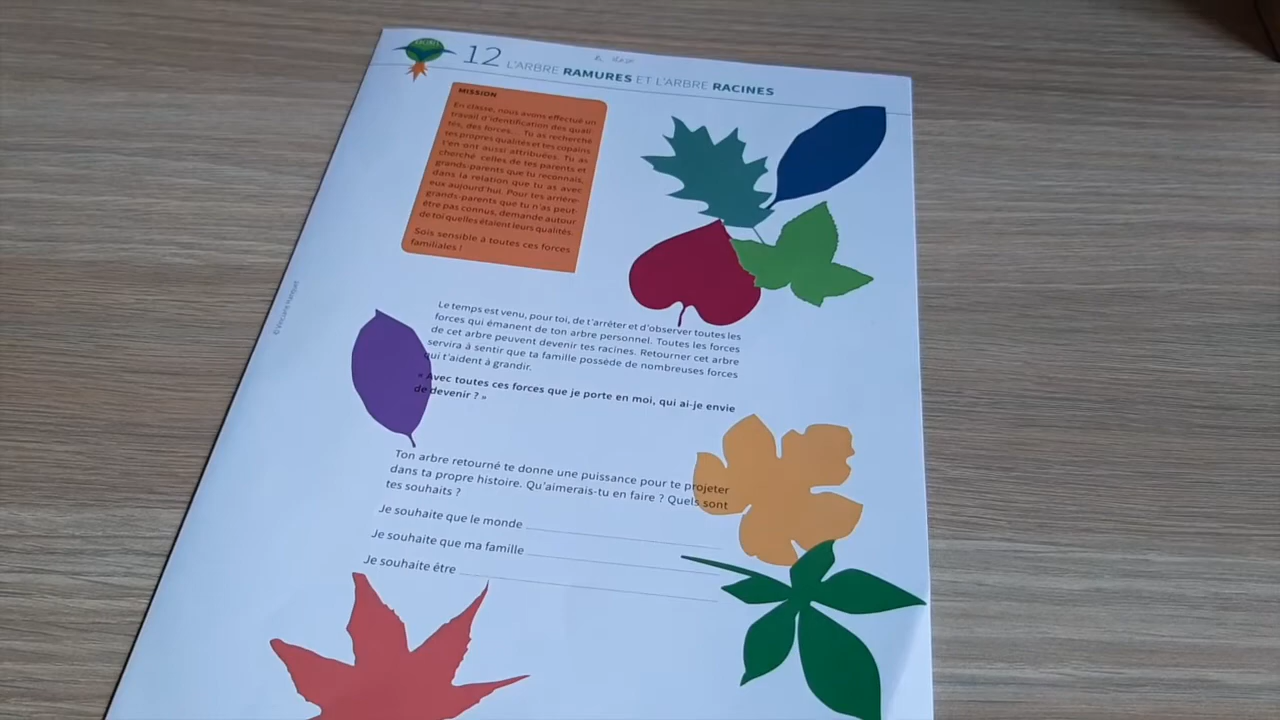 12 L'ARBRE RAMURES ET L'ARBRE RACINES
MISSION
En classe, nous avons effectué un
travail d'identification des quali-
tés, des forces... Tu as recherché
tes propres qualités et tes copains
t'en ont aussi attribuées. Tu as
cherché celles de tes parents et
grands-parents que tu reconnais,
dans la relation que tu as avec
eux aujourd'hui. Pour tes arrière-
grands-parents que tu n'as peut-
être pas connus, demande autour
de toi quelles étaient leurs qualités.
Sois sensible à toutes ces forces
familiales !
Le temps est venu, pour toi, de t'arrêter et d'observer toutes les
forces qui émanent de ton arbre personnel. Toutes les forces
de cet arbre peuvent devenir tes racines. Retourner cet arbre
servira à sentir que ta famille possède de nombreuses forces
qui t'aident à grandir.
« Avec toutes ces forces que je porte en moi, qui ai-je envie
de devenir ? »
Ton arbre retourné te donne une puissance pour te projeter
dans ta propre histoire. Qu'aimerais-tu en faire ? Quels sont
tes souhaits ?
Je souhaite que le monde
Je souhaite que ma famille
Je souhaite être